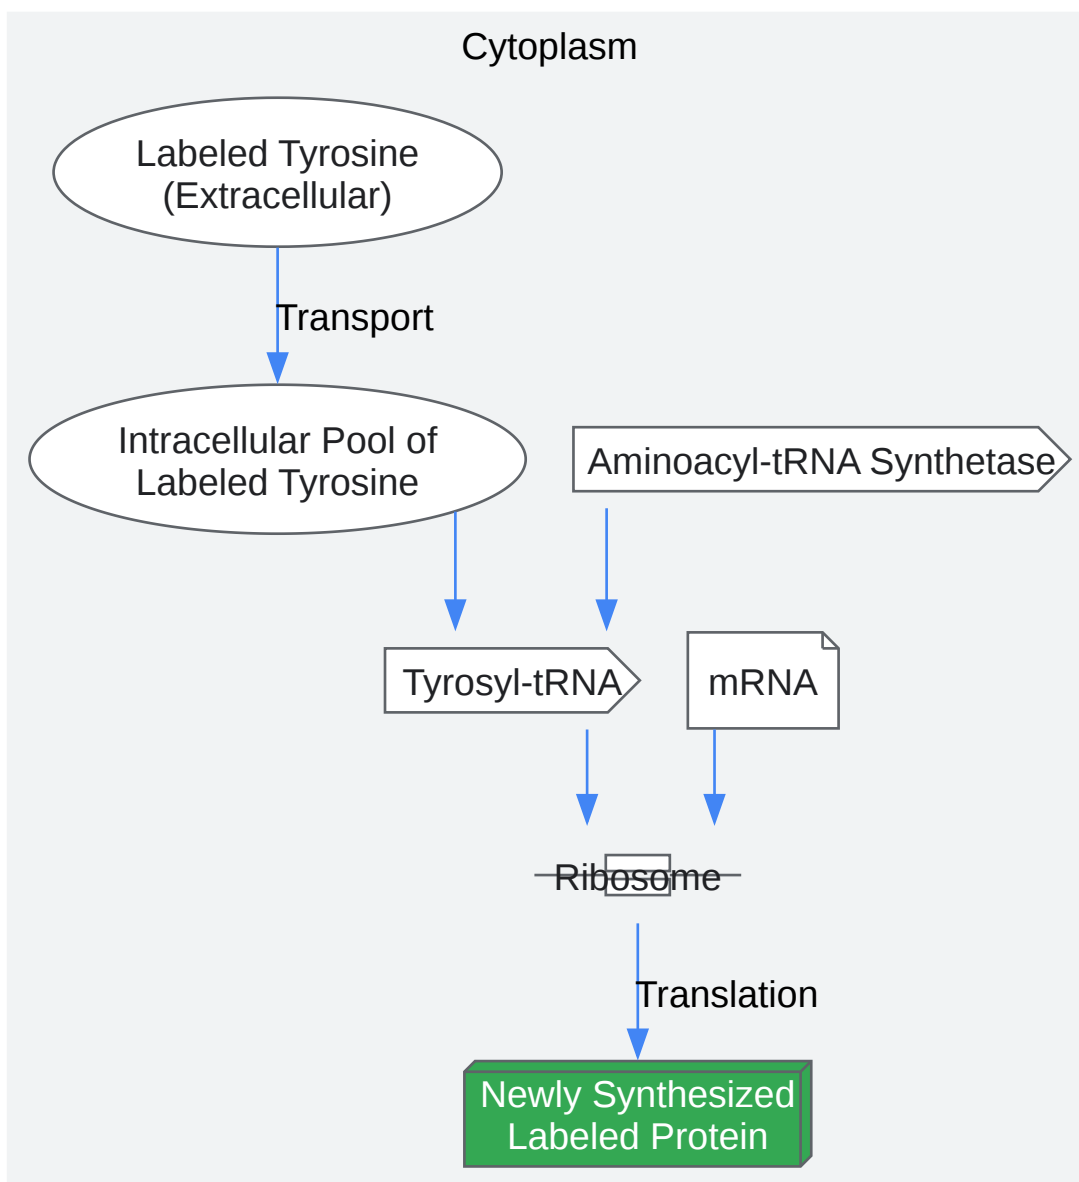 Cytoplasm
Labeled Tyrosine
(Extracellular)
Transport
Intracellular Pool of
Labeled Tyrosine
Aminoacyl-tRNA Synthetase
Tyrosyl-tRNA
mRNA
Ribosome
Translation
Newly Synthesized
Labeled Protein